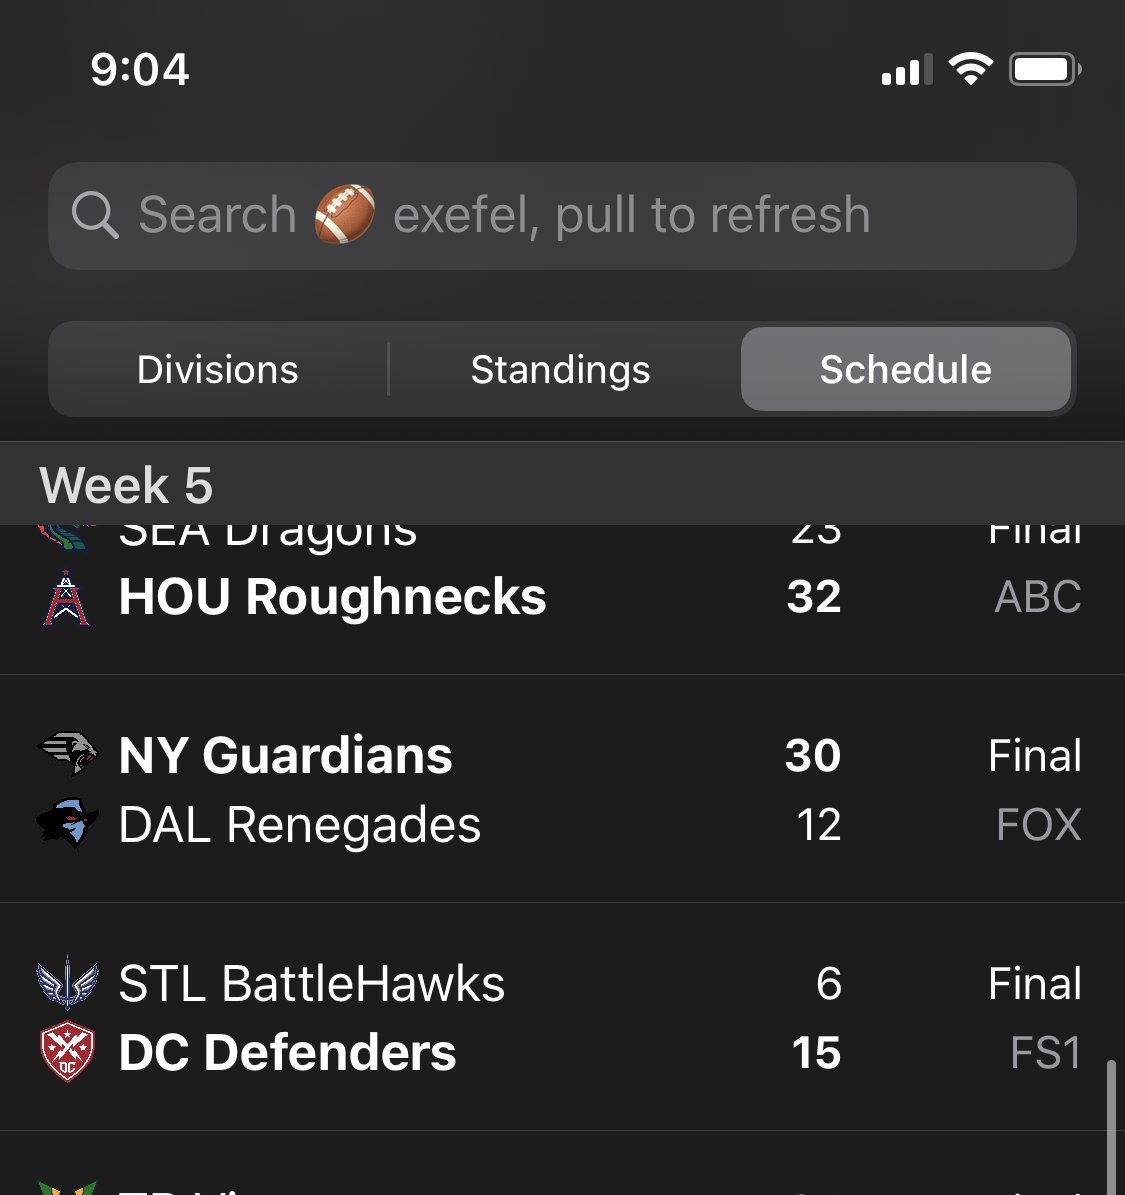 9:04
Search 🏈 exefel, pull to refresh
Divisions Standings Schedule
Week 5
SEA Dragons 23 Final
HOU Roughnecks 32 ABC
NY Guardians 30 Final
DAL Renegades 12 FOX
STL BattleHawks 6 Final
DC Defenders 15 FS1
DC